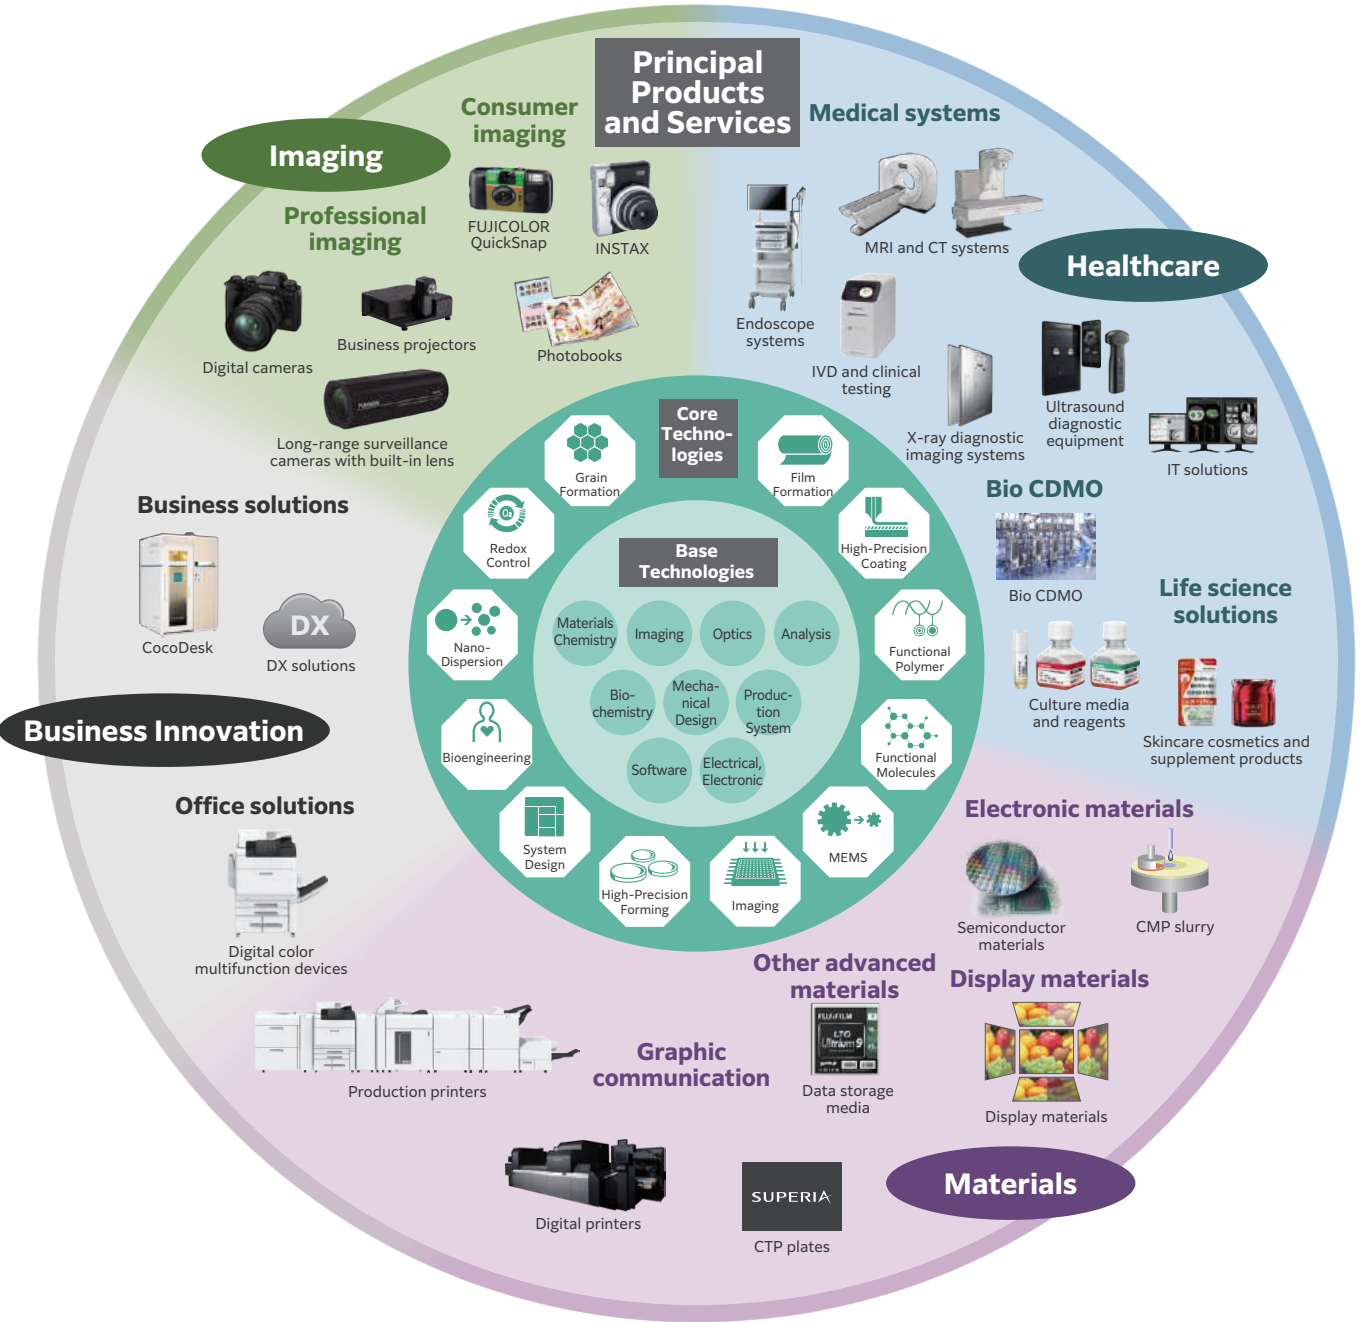 Principal
Products
and Services
Imaging
Consumer
imaging
FUJICOLOR
QuickSnap
INSTAX
Photobooks
Professional
imaging
Digital cameras
Business projectors
Long-range surveillance
cameras with built-in lens
Medical systems
Healthcare
Endoscope
systems
MRI and CT systems
IVD and clinical
testing
X-ray diagnostic
imaging systems
Ultrasound
diagnostic
equipment
IT solutions
Bio CDMO
Bio CDMO
Life science
solutions
Culture media
and reagents
Skincare cosmetics and
supplement products
Business solutions
CocoDesk
DX
DX solutions
Business Innovation
Office solutions
Digital color
multifunction devices
Core
Techno-
logies
Grain
Formation
Film
Formation
O2
Redox
Control
High-Precision
Coating
Nano-
Dispersion
Functional
Polymer
Bioengineering
Functional
Molecules
System
Design
MEMS
High-Precision
Forming
Imaging
Base
Technologies
Materials
Chemistry
Imaging
Optics
Analysis
Bio-
chemistry
Mecha-
nical
Design
Produc-
tion
System
Software
Electrical,
Electronic
Electronic materials
Semiconductor
materials
CMP slurry
Other advanced
materials
FUJIFILM
LTO
Ultrium 9
Data storage
media
Display materials
Display materials
Graphic
communication
Production printers
Digital printers
SUPERIA
CTP plates
Materials